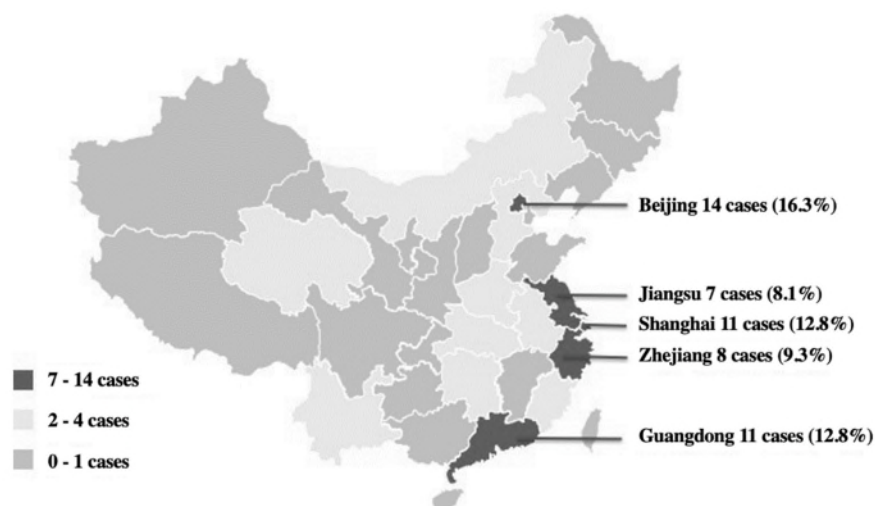 Beijing 14 cases (16.3%)
Jiangsu 7 cases (8.1%)
Shanghai 11 cases (12.8%)
Zhejiang 8 cases (9.3%)
Guangdong 11 cases (12.8%)
7 - 14 cases
2 - 4 cases
0 - 1 cases